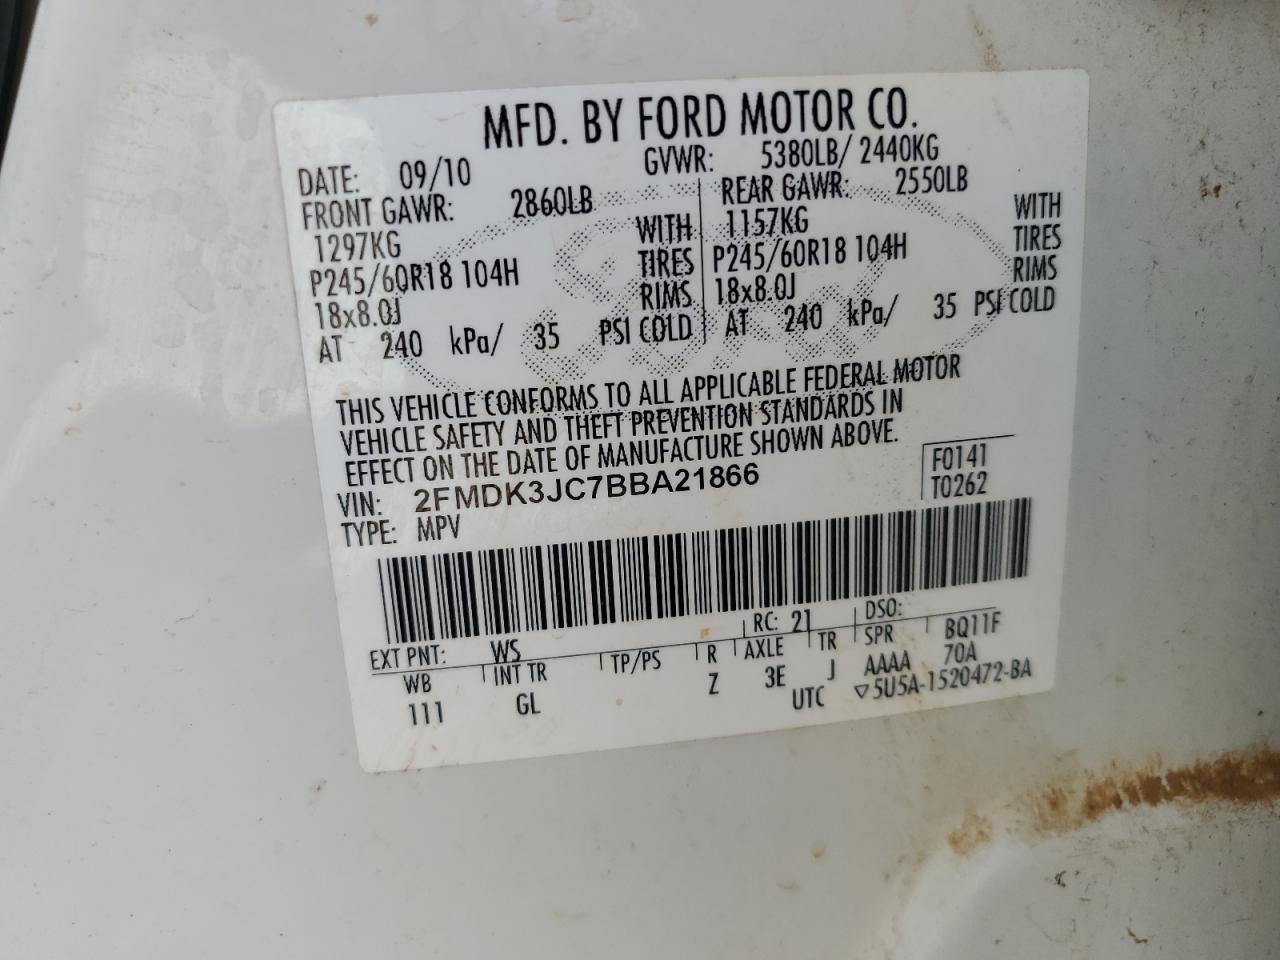 MFD. BY FORD MOTOR CO.
DATE: 09/10 GVWR: 5380LB/ 2440KG
FRONT GAWR: 2860LB REAR GAWR: 2550LB
1297KG WITH 1157KG WITH
P245/60R18 104H TIRES P245/60R18 104H TIRES
18x8.0J RIMS 18x8.0J RIMS
AT 240 kPa/ 35 PSI COLD AT 240 kPa/ 35 PSI COLD
THIS VEHICLE CONFORMS TO ALL APPLICABLE FEDERAL MOTOR
VEHICLE SAFETY AND THEFT PREVENTION STANDARDS IN
EFFECT ON THE DATE OF MANUFACTURE SHOWN ABOVE.
VIN: 2FMDK3JC7BBA21866 F0141
TYPE: MPV T0262
EXT PNT: WS RC: 21 DSO:
WB INT TR TP/PS R AXLE TR SPR BQ11F
111 GL Z 3E J AAAA 70A
UTC ▽5U5A-1520472-BA